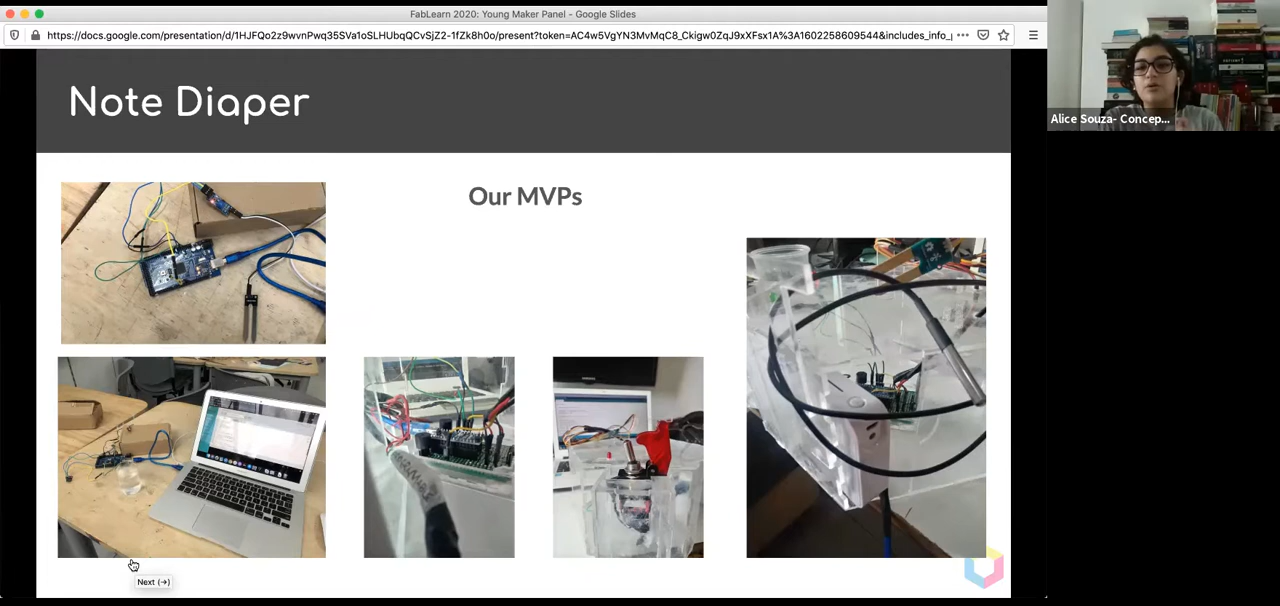 FabLearn 2020: Young Maker Panel - Google Slides
https://docs.google.com/presentation/d/1HJFQo2z9wvnPwq35SVa1oSLHUbqQCvSjZ2-1fZk8h0o/present?token=AC4w5VgYN3MvMqC8_Ckigw0ZqJ9xXFsx1A%3A1602258609544&includes_info_
Alice Souza- Concep...
Note Diaper
Our MVPs
Next (→)